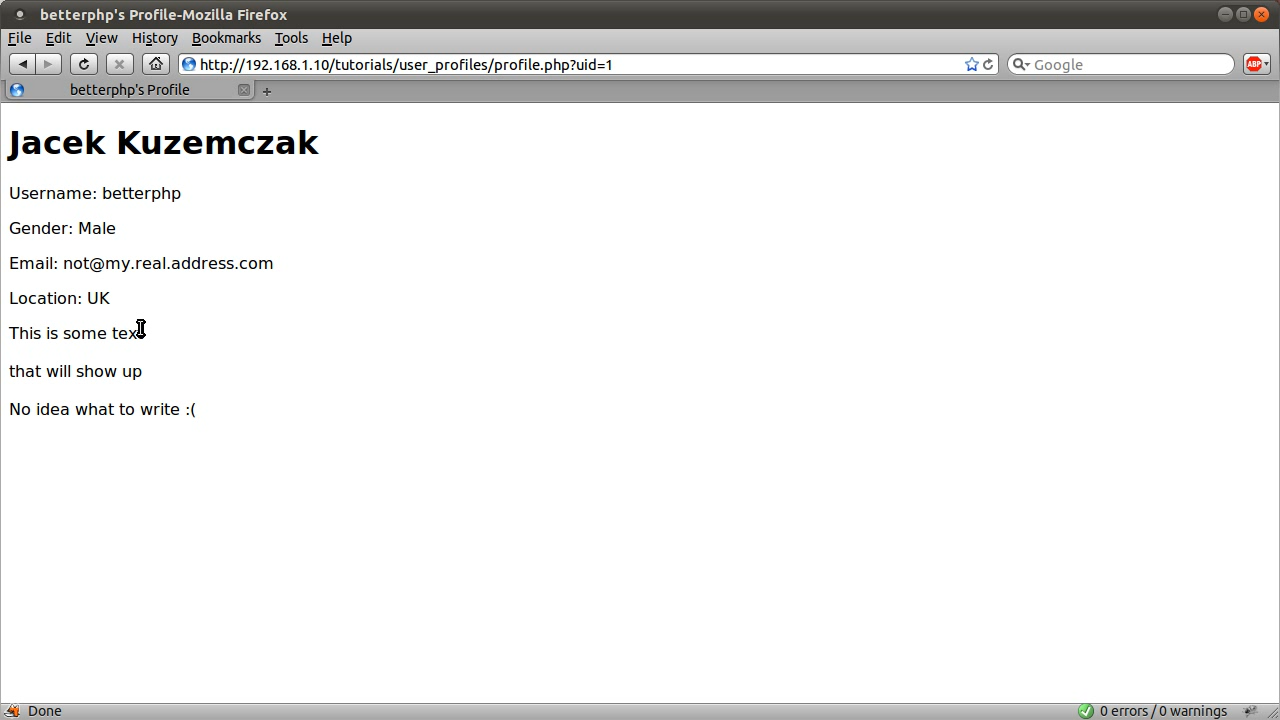 betterphp's Profile-Mozilla Firefox
File Edit View History Bookmarks Tools Help
http://192.168.1.10/tutorials/user_profiles/profile.php?uid=1
Google
ABP
betterphp's Profile
Jacek Kuzemczak
Username: betterphp
Gender: Male
Email: not@my.real.address.com
Location: UK
This is some tex
that will show up
No idea what to write :(
Done
0 errors / 0 warnings